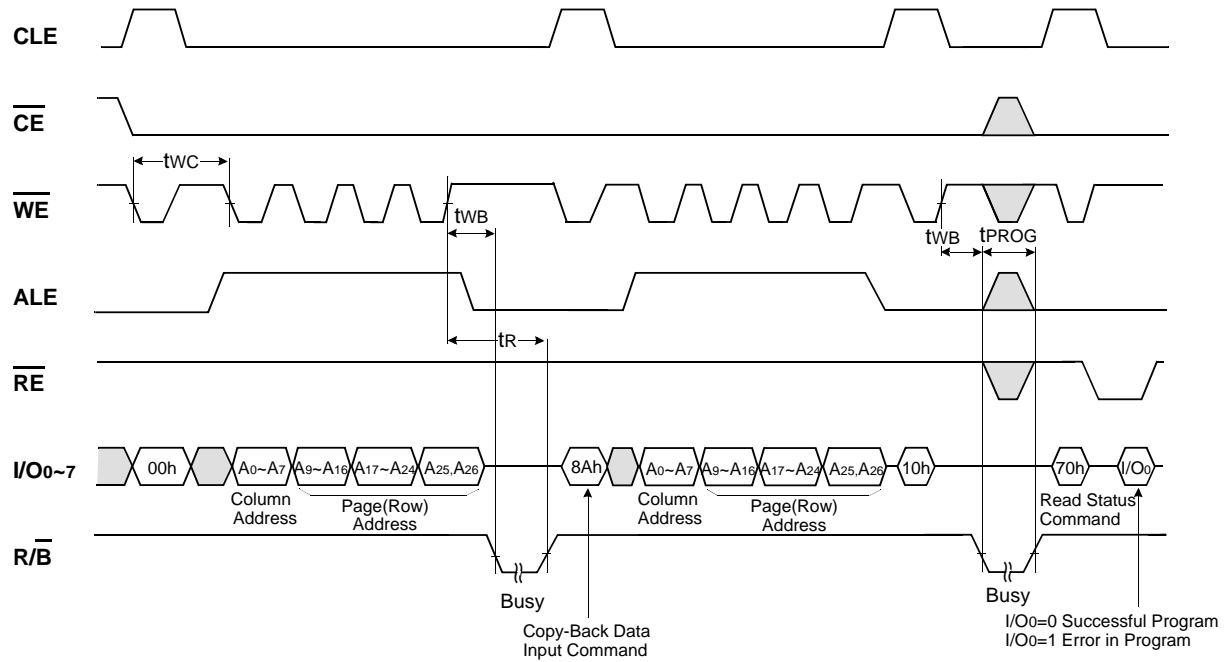 CLE
CE
tWC
WE
tWB
tWB
tPROG
ALE
tR
RE
I/O0~7
00h
A0~A7
A9~A16
A17~A24
A25,A26
8Ah
A0~A7
A9~A16
A17~A24
A25,A26
10h
70h
I/O0
Column
Address
Page(Row)
Address
Column
Address
Page(Row)
Address
Read Status
Command
R/B
Busy
Busy
Copy-Back Data
Input Command
I/O0=0 Successful Program
I/O0=1 Error in Program